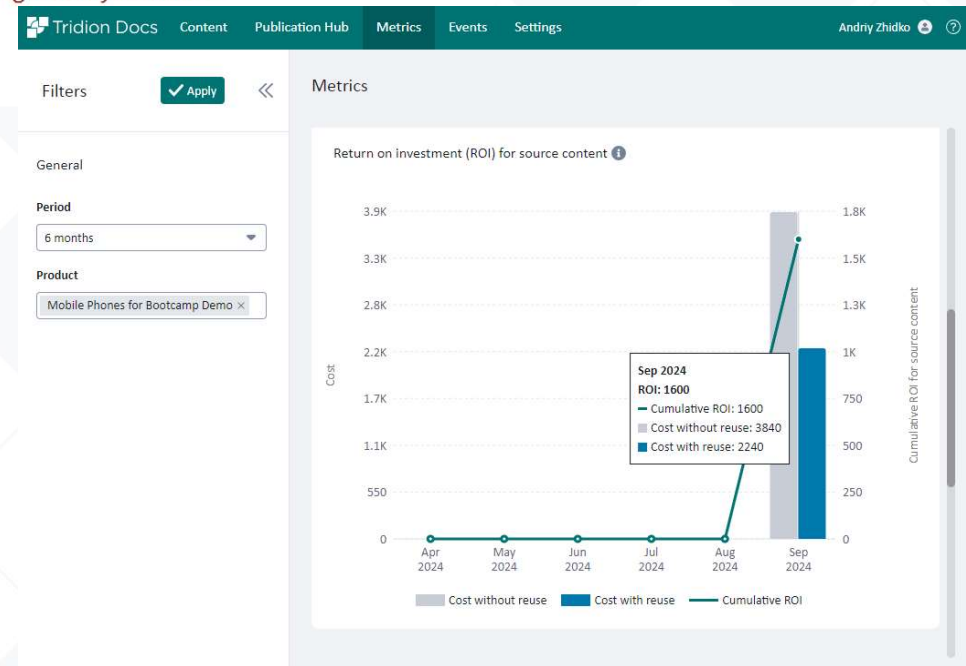 Tridion Docs Content Publication Hub Metrics Events Settings Andriy Zhidko ?
Filters
Apply
Metrics
General
Period
6 months
Product
Mobile Phones for Bootcamp Demo ×
Return on investment (ROI) for source content i
3.9K
3.3K
2.8K
2.2K
1.7K
1.1K
550
0
Cost
1.8K
1.5K
1.3K
1K
750
500
250
0
Cumulative ROI for source content
Sep 2024
ROI: 1600
Cumulative ROI: 1600
Cost without reuse: 3840
Cost with reuse: 2240
Apr
2024
May
2024
Jun
2024
Jul
2024
Aug
2024
Sep
2024
Cost without reuse Cost with reuse Cumulative ROI